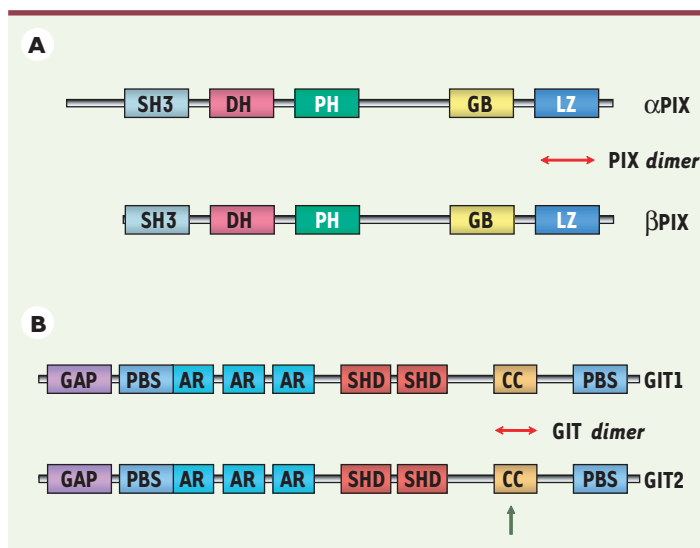 A
SH3 DH PH GB LZ αPIX
PIX dimer
SH3 DH PH GB LZ βPIX
B
GAP PBS AR AR AR SHD SHD CC PBS GIT1
GIT dimer
GAP PBS AR AR AR SHD SHD CC PBS GIT2